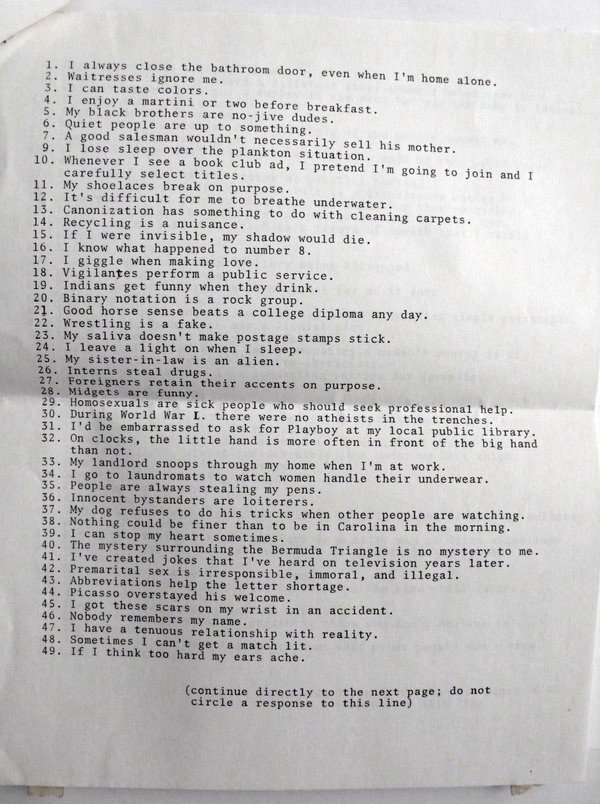 1. I always close the bathroom door, even when I'm home alone.
2. Waitresses ignore me.
3. I can taste colors.
4. I enjoy a martini or two before breakfast.
5. My black brothers are no-jive dudes.
6. Quiet people are up to something.
7. A good salesman wouldn't necessarily sell his mother.
9. I lose sleep over the plankton situation.
10. Whenever I see a book club ad, I pretend I'm going to join and I
carefully select titles.
11. My shoelaces break on purpose.
12. It's difficult for me to breathe underwater.
13. Canonization has something to do with cleaning carpets.
14. Recycling is a nuisance.
15. If I were invisible, my shadow would die.
16. I know what happened to number 8.
17. I giggle when making love.
18. Vigilantes perform a public service.
19. Indians get funny when they drink.
20. Binary notation is a rock group.
21. Good horse sense beats a college diploma any day.
22. Wrestling is a fake.
23. My saliva doesn't make postage stamps stick.
24. I leave a light on when I sleep.
25. My sister-in-law is an alien.
26. Interns steal drugs.
27. Foreigners retain their accents on purpose.
28. Midgets are funny.
29. Homosexuals are sick people who should seek professional help.
30. During World War I. there were no atheists in the trenches.
31. I'd be embarrassed to ask for Playboy at my local public library.
32. On clocks, the little hand is more often in front of the big hand
than not.
33. My landlord snoops through my home when I'm at work.
34. I go to laundromats to watch women handle their underwear.
35. People are always stealing my pens.
36. Innocent bystanders are loiterers.
37. My dog refuses to do his tricks when other people are watching.
38. Nothing could be finer than to be in Carolina in the morning.
39. I can stop my heart sometimes.
40. The mystery surrounding the Bermuda Triangle is no mystery to me.
41. I've created jokes that I've heard on television years later.
42. Premarital sex is irresponsible, immoral, and illegal.
43. Abbreviations help the letter shortage.
44. Picasso overstayed his welcome.
45. I got these scars on my wrist in an accident.
46. Nobody remembers my name.
47. I have a tenuous relationship with reality.
48. Sometimes I can't get a match lit.
49. If I think too hard my ears ache.
(continue directly to the next page; do not
circle a response to this line)